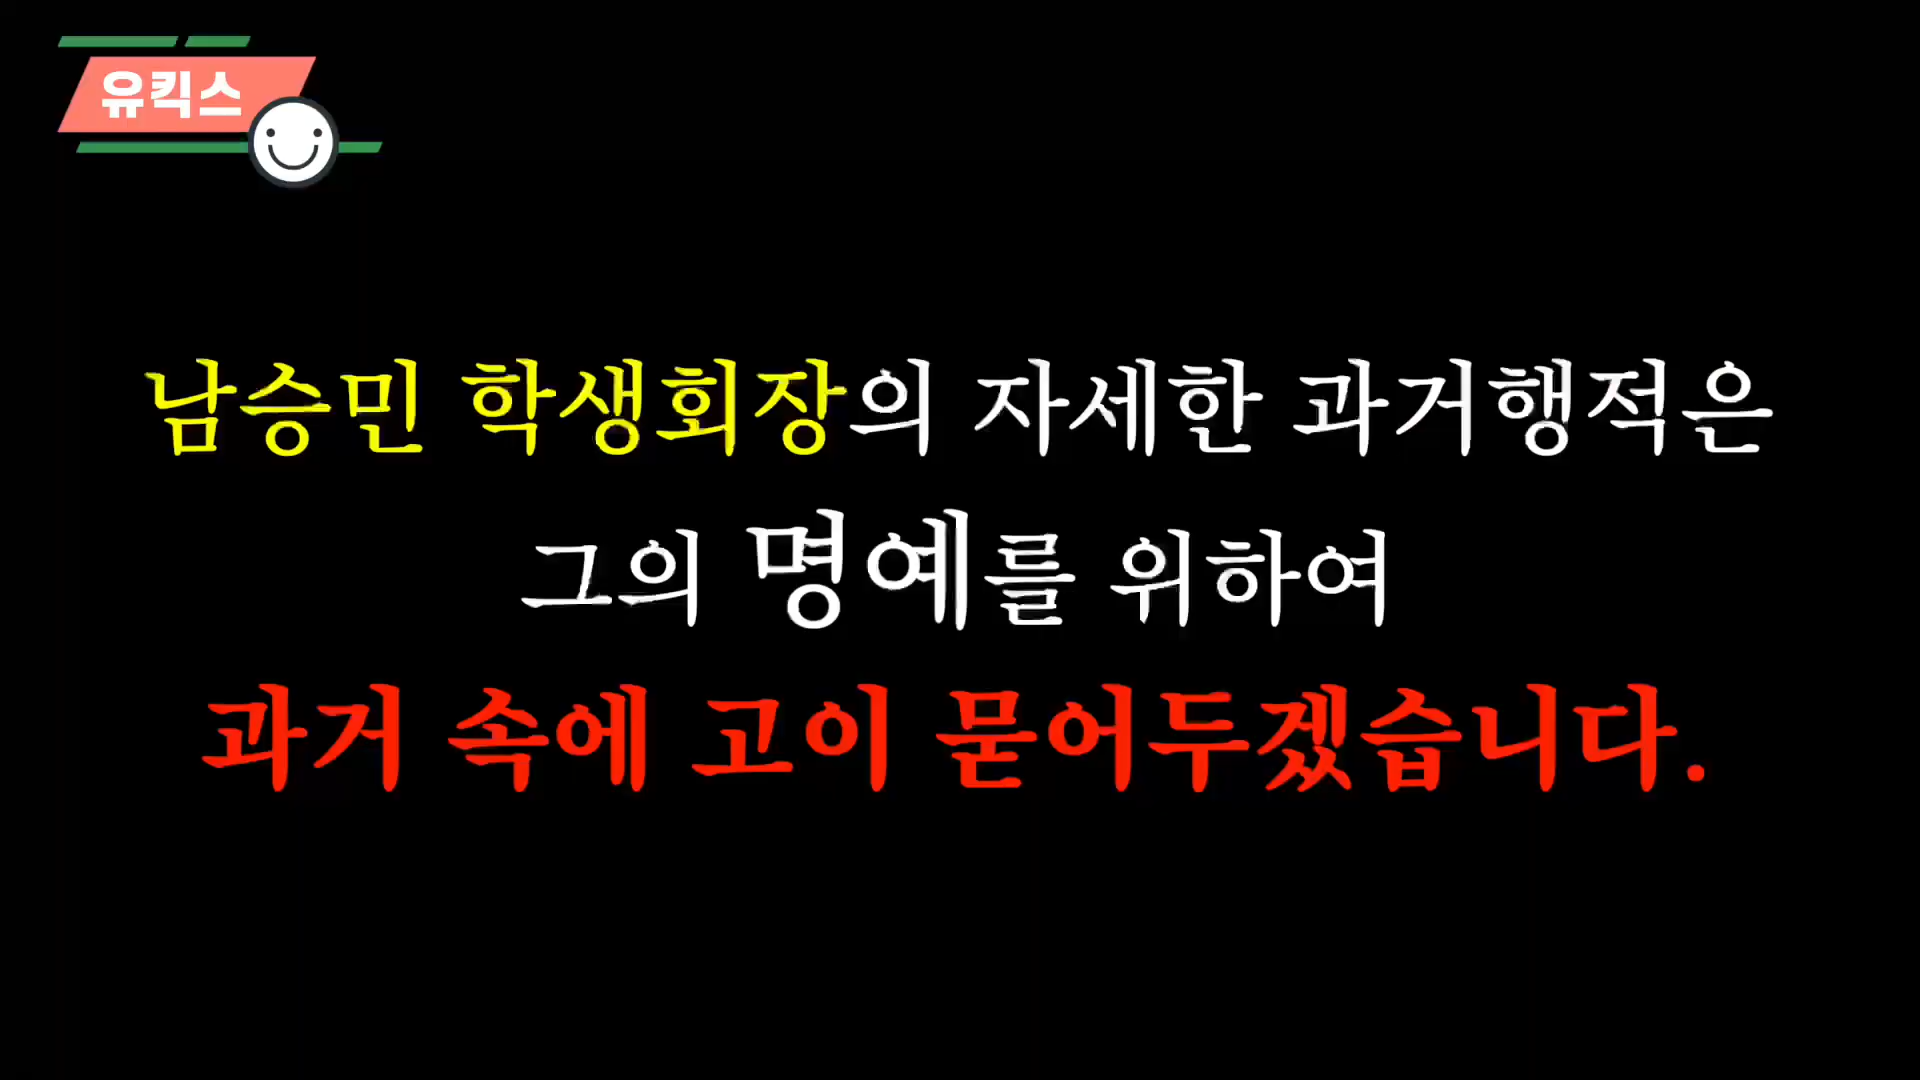 유킥스
남승민 학생회장의 자세한 과거행적은
그의 명예를 위하여
과거 속에 고이 묻어두겠습니다.